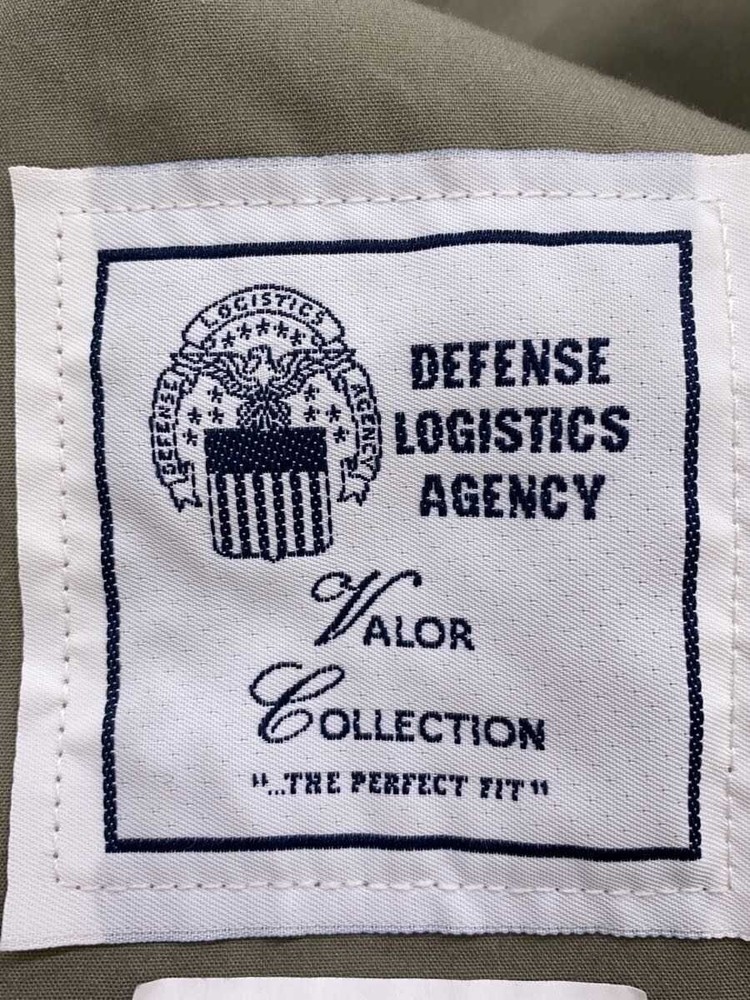 LOGISTICS
DEFENSE
AGENCY
DEFENSE
LOGISTICS
AGENCY
VALOR
COLLECTION
"...THE PERFECT FIT"